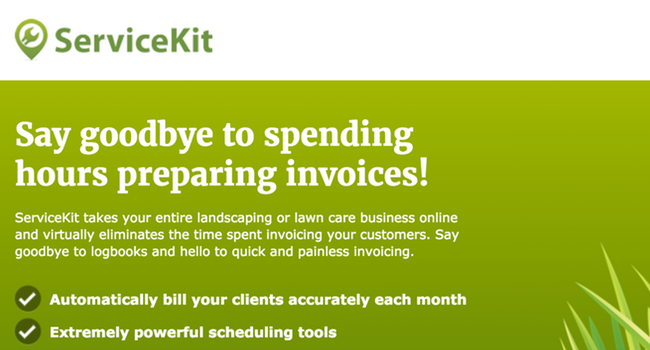 ServiceKit
Say goodbye to spending
hours preparing invoices!
ServiceKit takes your entire landscaping or lawn care business online
and virtually eliminates the time spent invoicing your customers. Say
goodbye to logbooks and hello to quick and painless invoicing.
Automatically bill your clients accurately each month
Extremely powerful scheduling tools